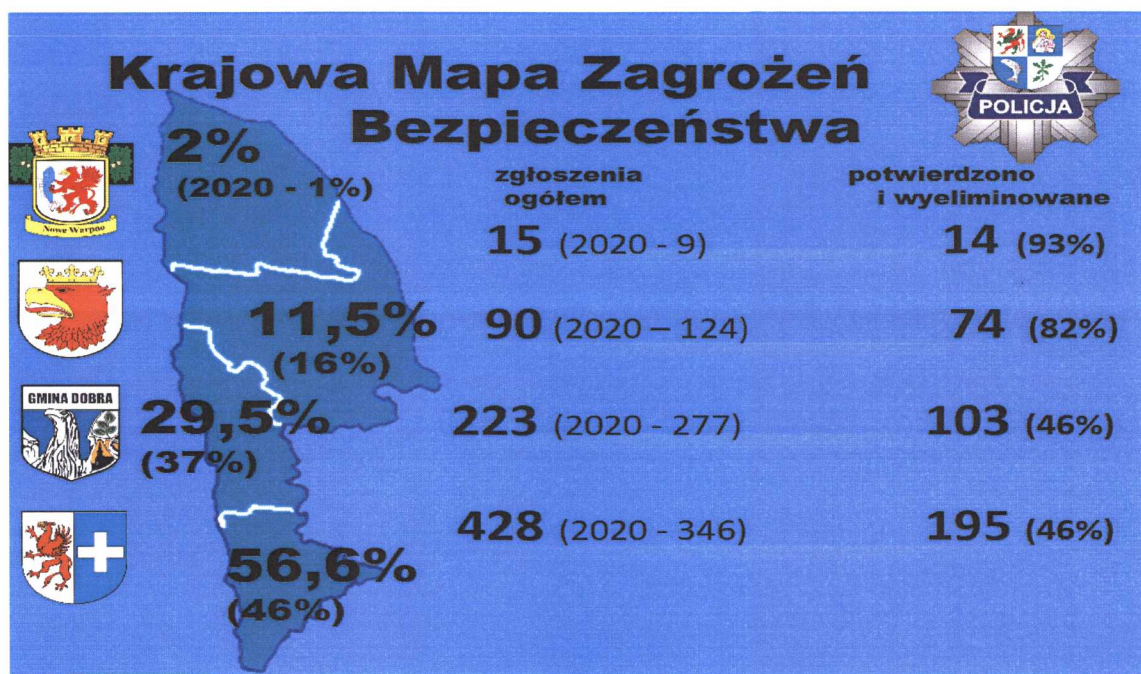 Krajowa Mapa Zagrożeń
Bezpieczeństwa
POLICJA
2%
(2020 - 1%)
Nowe Warpno
zgłoszenia
ogółem
potwierdzono
i wyeliminowane
15 (2020 - 9)
14 (93%)
11,5%
(16%)
90 (2020 – 124)
74 (82%)
GMINA DOBRA
29,5%
(37%)
223 (2020 - 277)
103 (46%)
56,6%
(46%)
428 (2020 - 346)
195 (46%)